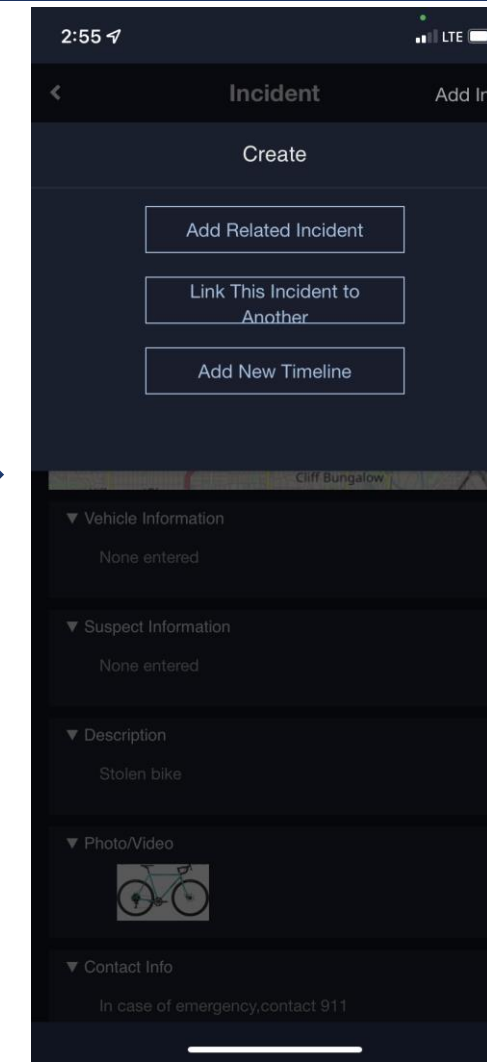 2:55
LTE
Incident
Add In
Create
Add Related Incident
Link This Incident to
Another
Add New Timeline
Cliff Bungalow
▼ Vehicle Information
None entered
▼ Suspect Information
None entered
▼ Description
Stolen bike
▼ Photo/Video
▼ Contact Info
In case of emergency,contact 911